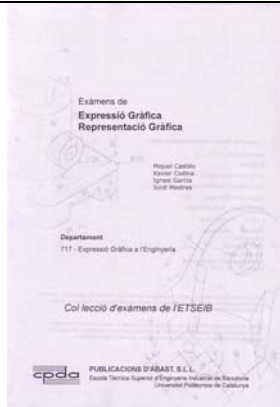 Exàmens de
Expressió Gràfica
Representació Gràfica
Miquel Castillo
Xavier Codina
Ignasi Garcia
Jordi Mestres
Departament
717 - Expressió Gràfica a l'Enginyeria
Col·lecció d'exàmens de l'ETSEIB
cpda
PUBLICACIONS D'ABAST S.L.L.
Escola Tècnica Superior d'Enginyeria Industrial de Barcelona
Universitat Politècnica de Catalunya